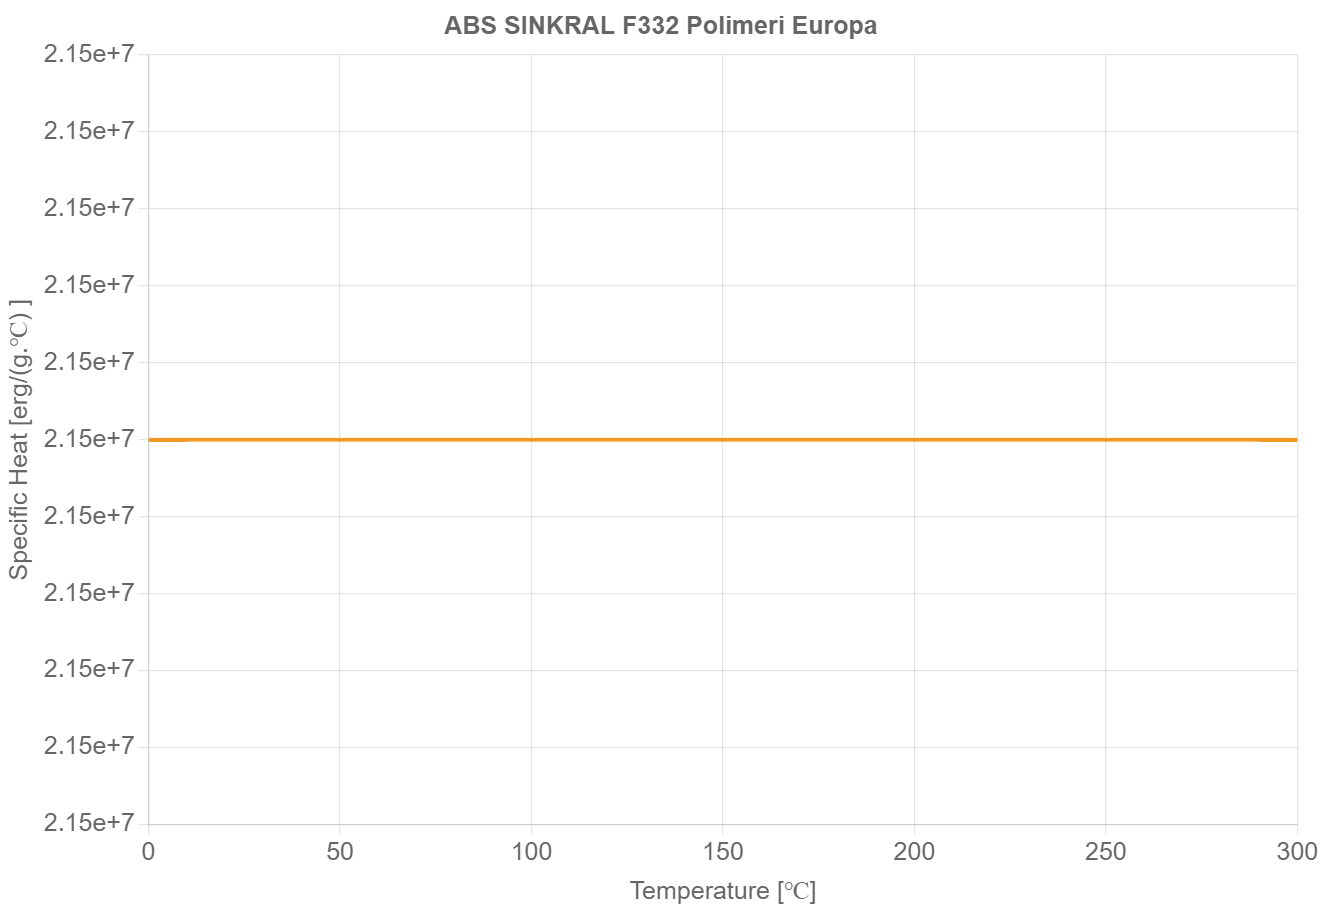 ABS SINKRAL F332 Polimeri Europa
2.15e+7
2.15e+7
2.15e+7
2.15e+7
2.15e+7
2.15e+7
2.15e+7
2.15e+7
2.15e+7
2.15e+7
2.15e+7
Specific Heat [erg/(g.℃) ]
0 50 100 150 200 250 300
Temperature [℃]